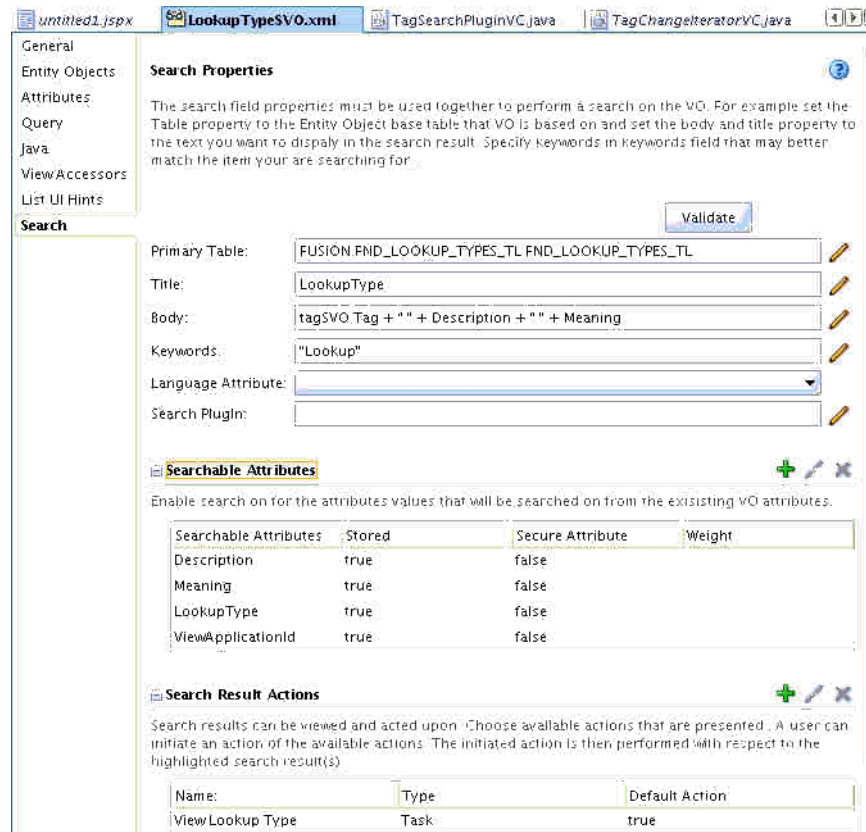 untitled1.jspx
LookupTypeSVO.xml
TagSearchPluginVC.java
TagChangeIteratorVC.java
General
Entity Objects
Attributes
Query
Java
View Accessors
List UI Hints
Search
Search Properties
The search field properties must be used together to perform a search on the VO. For example set the
Table property to the Entity Object base table that VO is based on and set the body and title property to
the text you want to dispaly in the search result. Specify keywords in keywords field that may better
match the item your are searching for.
Validate
Primary Table: FUSION.FND_LOOKUP_TYPES_TL FND_LOOKUP_TYPES_TL
Title: LookupType
Body: tagSVO.Tag + " " + Description + " " + Meaning
Keywords: "Lookup"
Language Attribute:
Search PlugIn:
Searchable Attributes
Enable search on for the attributes values that will be searched on from the exisisting VO attributes.
Searchable Attributes Stored Secure Attribute Weight
Description true false
Meaning true false
LookupType true false
ViewApplicationId true false
Search Result Actions
Search results can be viewed and acted upon. Choose available actions that are presented . A user can
initiate an action of the available actions. The initiated action is then performed with respect to the
highlighted search result(s)
Name: Type Default Action
View Lookup Type Task true